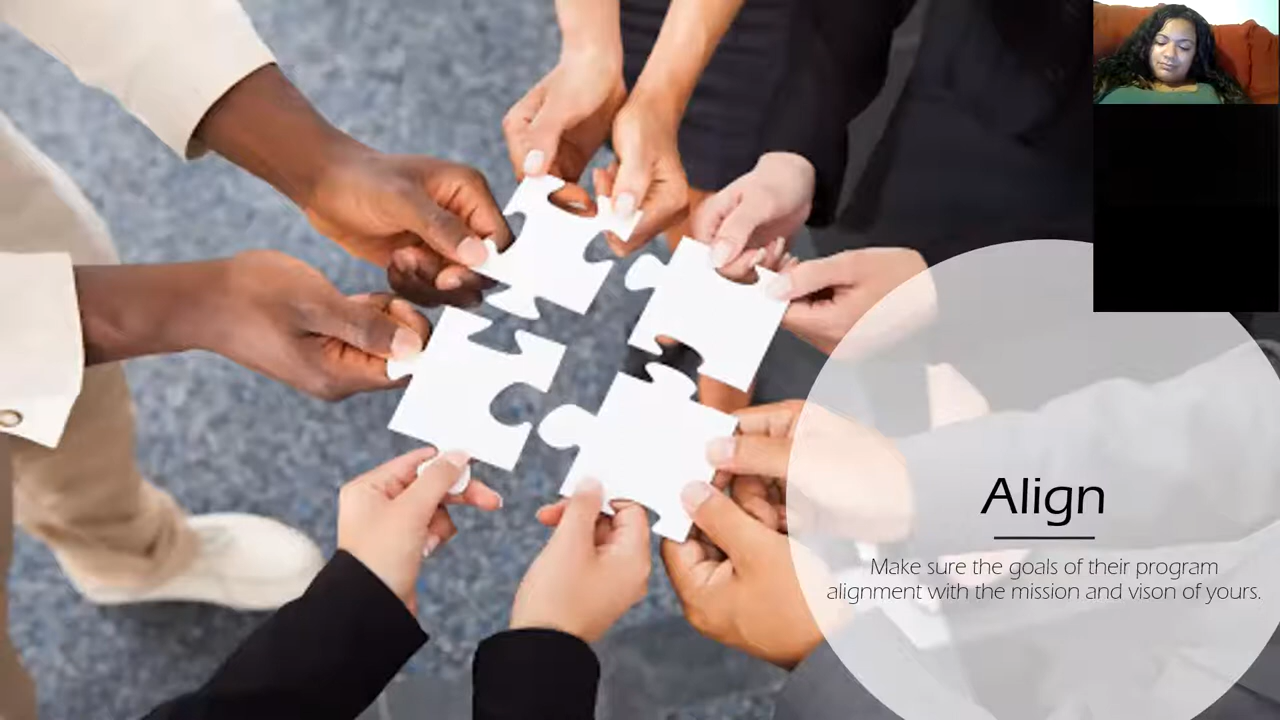 Align
Make sure the goals of their program
alignment with the mission and vison of yours.